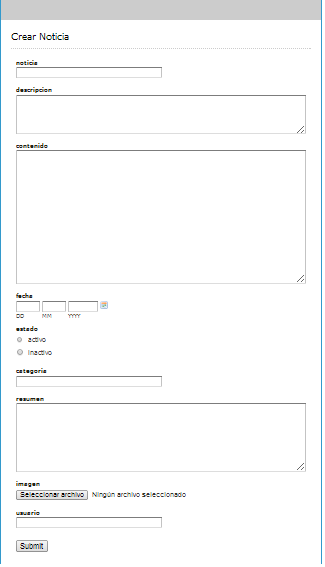 Crear Noticia
noticia
descripcion
contenido
fecha
DD MM YYYY
estado
activo
inactivo
categoria
resumen
imagen
Seleccionar archivo Ningún archivo seleccionado
usuario
Submit